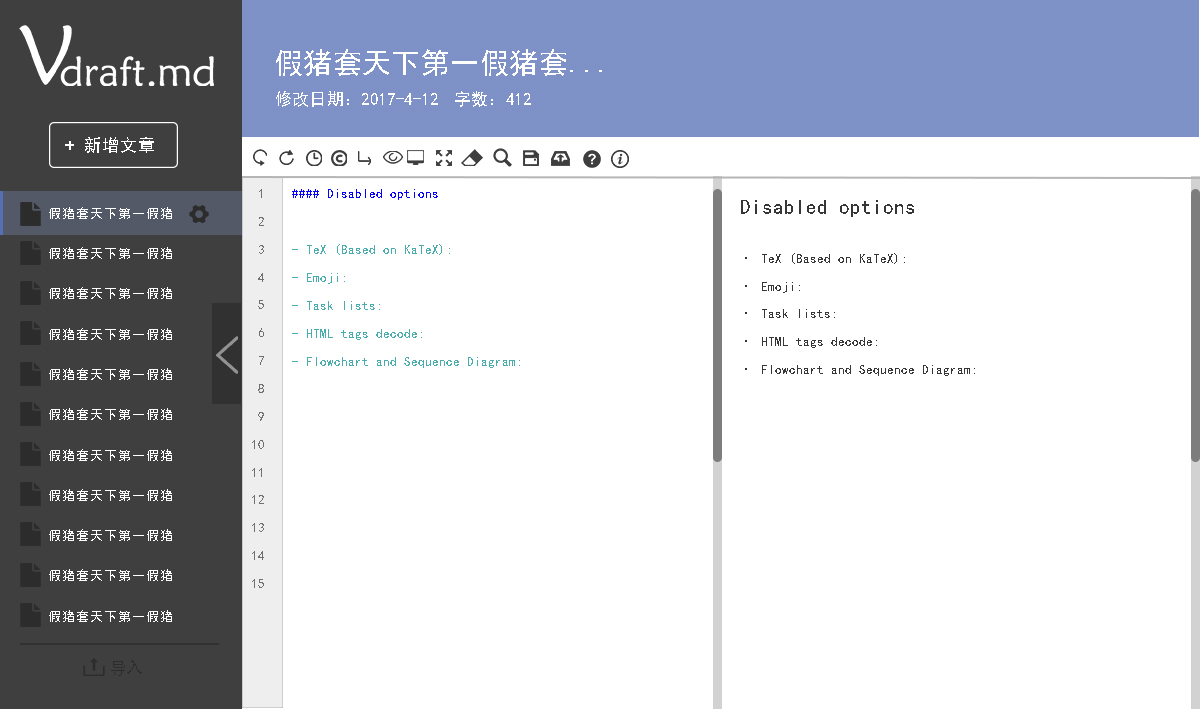 Vdraft.md
+ 新增文章
假猪套天下第一假猪
假猪套天下第一假猪
假猪套天下第一假猪
假猪套天下第一假猪
假猪套天下第一假猪
假猪套天下第一假猪
假猪套天下第一假猪
假猪套天下第一假猪
假猪套天下第一假猪
假猪套天下第一假猪
假猪套天下第一假猪
导入
假猪套天下第一假猪套...
修改日期：2017-4-12 字数：412
1 #### Disabled options
2
3 - TeX (Based on KaTeX):
4 - Emoji:
5 - Task lists:
6 - HTML tags decode:
7 - Flowchart and Sequence Diagram:
8
9
10
11
12
13
14
15
Disabled options
· TeX (Based on KaTeX):
· Emoji:
· Task lists:
· HTML tags decode:
· Flowchart and Sequence Diagram: